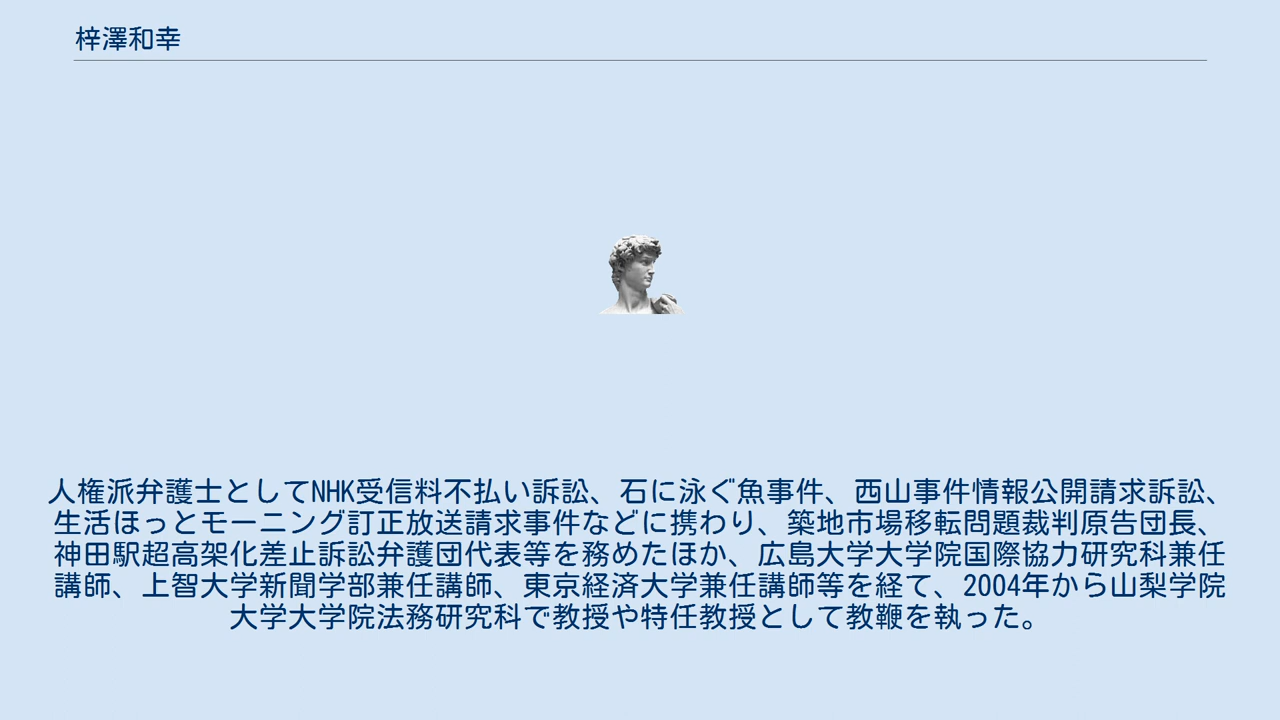 梓澤和幸
人権派弁護士としてNHK受信料不払い訴訟、石に泳ぐ魚事件、西山事件情報公開請求訴訟、
生活ほっとモーニング訂正放送請求事件などに携わり、築地市場移転問題裁判原告団長、
神田駅超高架化差止訴訟弁護団代表等を務めたほか、広島大学大学院国際協力研究科兼任
講師、上智大学新聞学部兼任講師、東京経済大学兼任講師等を経て、2004年から山梨学院
大学大学院法務研究科で教授や特任教授として教鞭を執った。